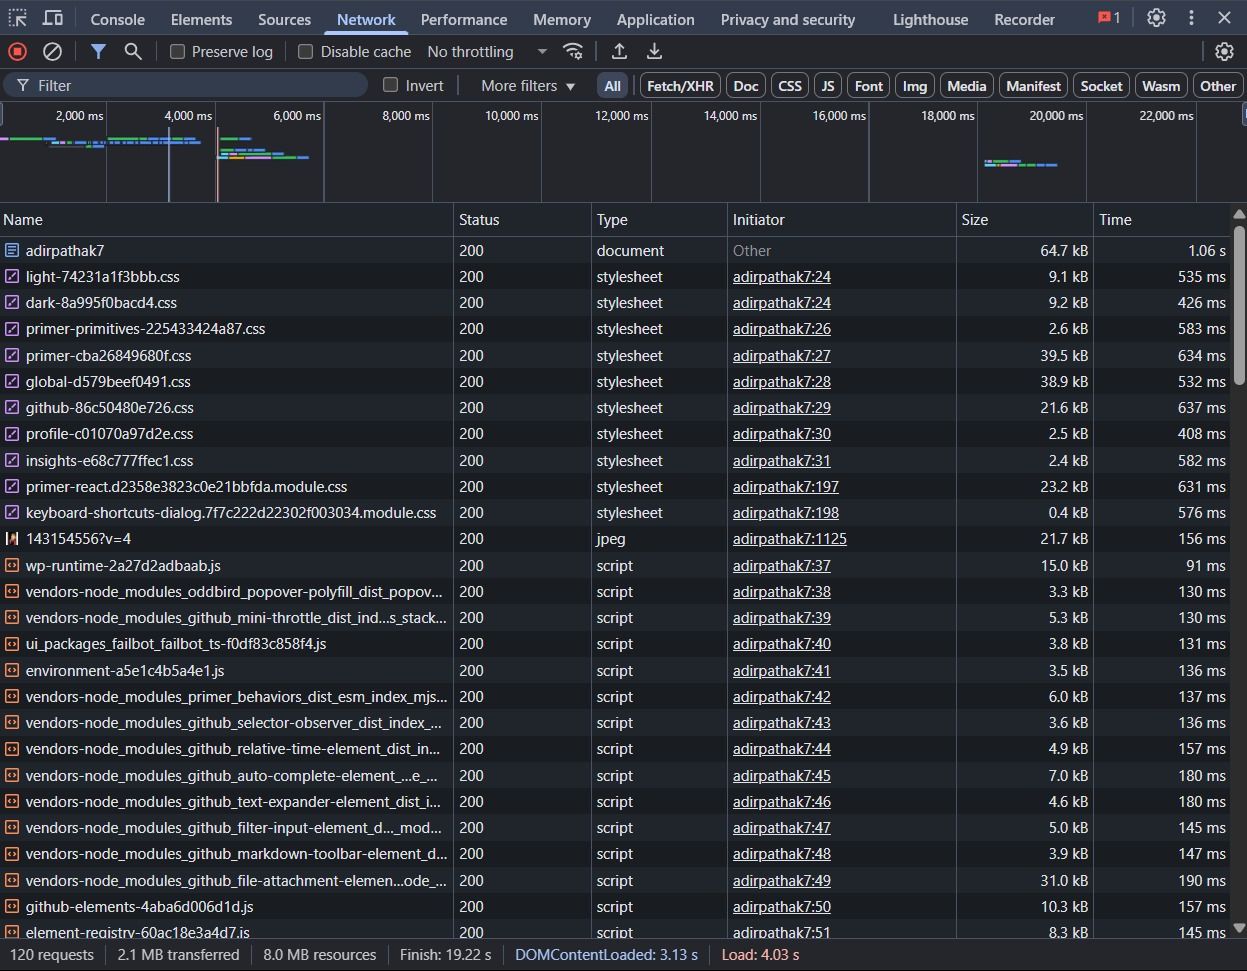 Console Elements Sources Network Performance Memory Application Privacy and security Lighthouse Recorder 1
Preserve log Disable cache No throttling
Filter Invert More filters All Fetch/XHR Doc CSS JS Font Img Media Manifest Socket Wasm Other
2,000 ms 4,000 ms 6,000 ms 8,000 ms 10,000 ms 12,000 ms 14,000 ms 16,000 ms 18,000 ms 20,000 ms 22,000 ms
Name Status Type Initiator Size Time
adirpathak7 200 document Other 64.7 kB 1.06 s
light-74231a1f3bbb.css 200 stylesheet adirpathak7:24 9.1 kB 535 ms
dark-8a995f0bacd4.css 200 stylesheet adirpathak7:24 9.2 kB 426 ms
primer-primitives-225433424a87.css 200 stylesheet adirpathak7:26 2.6 kB 583 ms
primer-cba26849680f.css 200 stylesheet adirpathak7:27 39.5 kB 634 ms
global-d579beef0491.css 200 stylesheet adirpathak7:28 38.9 kB 532 ms
github-86c50480e726.css 200 stylesheet adirpathak7:29 21.6 kB 637 ms
profile-c01070a97d2e.css 200 stylesheet adirpathak7:30 2.5 kB 408 ms
insights-e68c777ffec1.css 200 stylesheet adirpathak7:31 2.4 kB 582 ms
primer-react.d2358e3823c0e21bbfda.module.css 200 stylesheet adirpathak7:197 23.2 kB 631 ms
keyboard-shortcuts-dialog.7f7c222d22302f003034.module.css 200 stylesheet adirpathak7:198 0.4 kB 576 ms
143154556?v=4 200 jpeg adirpathak7:1125 21.7 kB 156 ms
wp-runtime-2a27d2adbaab.js 200 script adirpathak7:37 15.0 kB 91 ms
vendors-node_modules_oddbird_popover-polyfill_dist_popov... 200 script adirpathak7:38 3.3 kB 130 ms
vendors-node_modules_github_mini-throttle_dist_ind...s_stack... 200 script adirpathak7:39 5.3 kB 130 ms
ui_packages_failbot_failbot_ts-f0df83c858f4.js 200 script adirpathak7:40 3.8 kB 131 ms
environment-a5e1c4b5a4e1.js 200 script adirpathak7:41 3.5 kB 136 ms
vendors-node_modules_primer_behaviors_dist_esm_index_mjs... 200 script adirpathak7:42 6.0 kB 137 ms
vendors-node_modules_github_selector-observer_dist_index_... 200 script adirpathak7:43 3.6 kB 136 ms
vendors-node_modules_github_relative-time-element_dist_in... 200 script adirpathak7:44 4.9 kB 157 ms
vendors-node_modules_github_auto-complete-element_...e_... 200 script adirpathak7:45 7.0 kB 180 ms
vendors-node_modules_github_text-expander-element_dist_i... 200 script adirpathak7:46 4.6 kB 180 ms
vendors-node_modules_github_filter-input-element_d..._mod... 200 script adirpathak7:47 5.0 kB 145 ms
vendors-node_modules_github_markdown-toolbar-element_d... 200 script adirpathak7:48 3.9 kB 147 ms
vendors-node_modules_github_file-attachment-elemen...ode_... 200 script adirpathak7:49 31.0 kB 190 ms
github-elements-4aba6d006d1d.js 200 script adirpathak7:50 10.3 kB 157 ms
element-registry-60ac18e3a4d7.js 200 script adirpathak7:51 8.3 kB 145 ms
120 requests 2.1 MB transferred 8.0 MB resources Finish: 19.22 s DOMContentLoaded: 3.13 s Load: 4.03 s